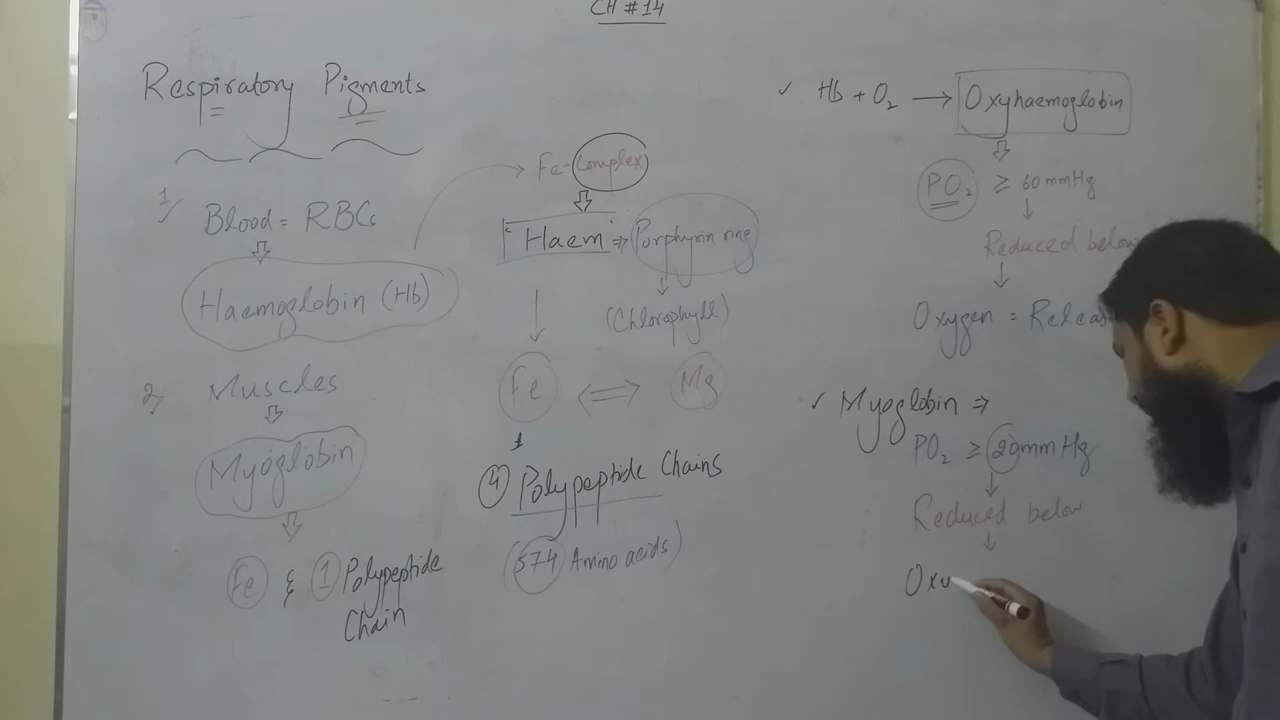 CH # 14
Respiratory Pigments
1,
Blood = RBCs
⇩
Haemoglobin (Hb)
2,
Muscles
⇩
Myoglobin
⇩
Fe & 1 Polypeptide
Chain
Fe-Complex
⇩
"Haem" ⇒ Porphyrin ring
↓
(Chlorophyll)
↓
Fe ⇔ Mg
4 Polypeptide Chains
(574 Amino acids)
✓ Hb + O₂ → Oxyhaemoglobin
⇩
PO₂ ≥ 60 mmHg
↓
Reduced below
↓
Oxygen = Releas
✓ Myoglobin ⇒
PO₂ ≥ 20mmHg
↓
Reduced below
↓
Oxy